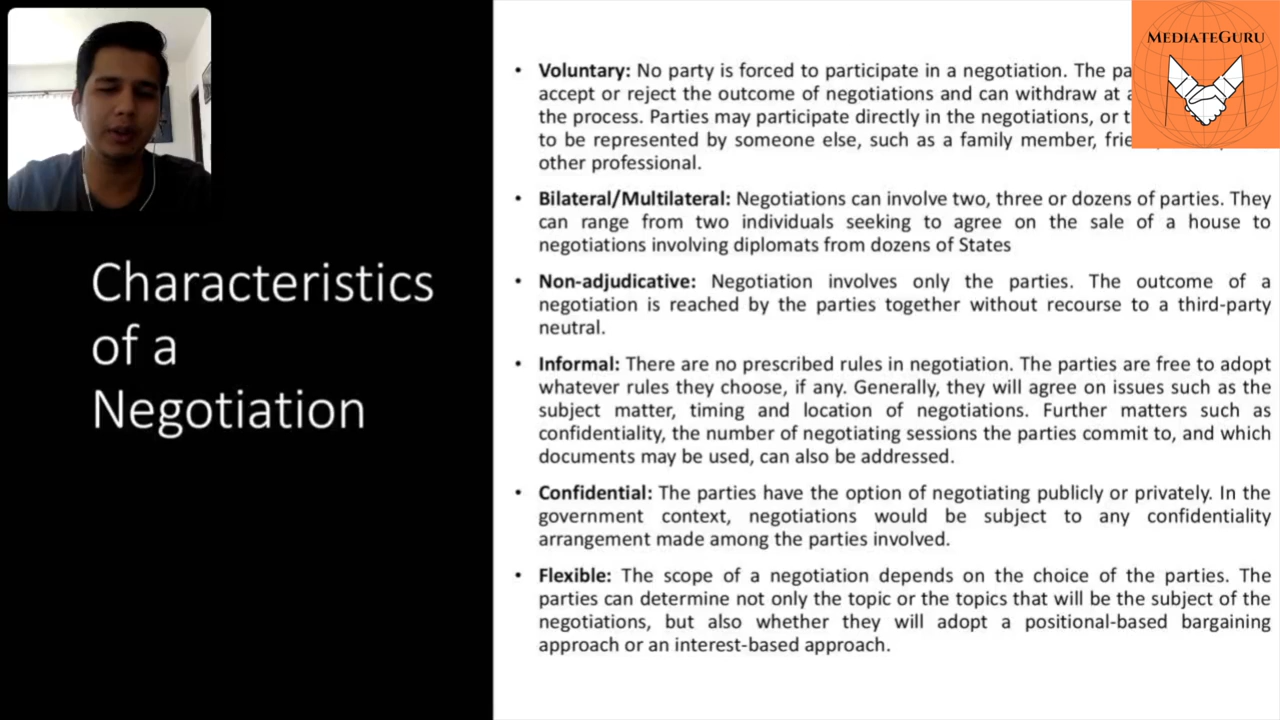 MEDIATEGURU
Characteristics
of a
Negotiation
• Voluntary: No party is forced to participate in a negotiation. The
accept or reject the outcome of negotiations and can withdraw at
the process. Parties may participate directly in the negotiations, or
to be represented by someone else, such as a family member,
other professional.
• Bilateral/Multilateral: Negotiations can involve two, three or dozens of parties. They
can range from two individuals seeking to agree on the sale of a house to
negotiations involving diplomats from dozens of States
• Non-adjudicative: Negotiation involves only the parties. The outcome of a
negotiation is reached by the parties together without recourse to a third-party
neutral.
• Informal: There are no prescribed rules in negotiation. The parties are free to adopt
whatever rules they choose, if any. Generally, they will agree on issues such as the
subject matter, timing and location of negotiations. Further matters such as
confidentiality, the number of negotiating sessions the parties commit to, and which
documents may be used, can also be addressed.
• Confidential: The parties have the option of negotiating publicly or privately. In the
government context, negotiations would be subject to any confidentiality
arrangement made among the parties involved.
• Flexible: The scope of a negotiation depends on the choice of the parties. The
parties can determine not only the topic or the topics that will be the subject of the
negotiations, but also whether they will adopt a positional-based bargaining
approach or an interest-based approach.